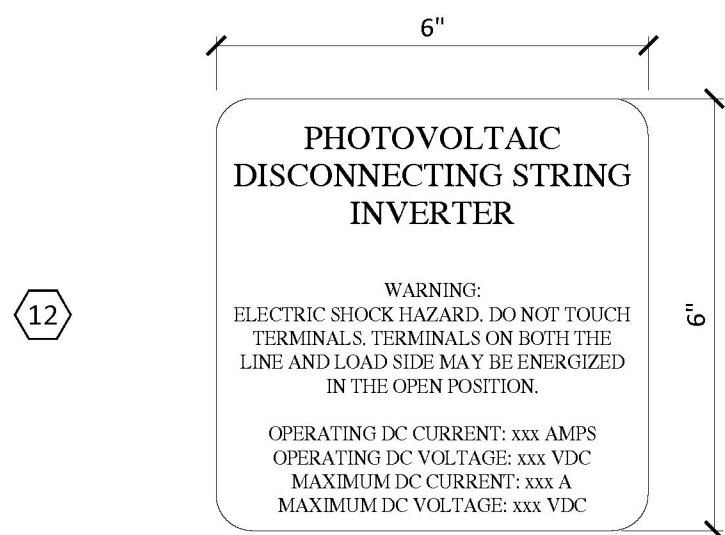 6"
PHOTOVOLTAIC
DISCONNECTING STRING
INVERTER
12
WARNING:
ELECTRIC SHOCK HAZARD. DO NOT TOUCH
TERMINALS. TERMINALS ON BOTH THE
LINE AND LOAD SIDE MAY BE ENERGIZED
IN THE OPEN POSITION.
6"
OPERATING DC CURRENT: xxx AMPS
OPERATING DC VOLTAGE: xxx VDC
MAXIMUM DC CURRENT: xxx A
MAXIMUM DC VOLTAGE: xxx VDC